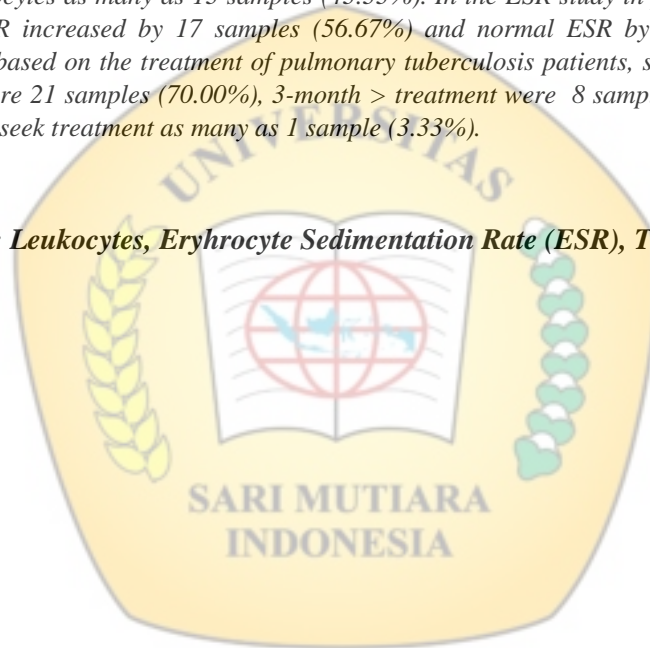 as many as 13 samples (43.33%). In the ESR study in
increased by 17 samples (56.67%) and normal ESR by
based on the treatment of pulmonary tuberculosis patients, s
21 samples (70.00%), 3-month > treatment were 8 samp
seek treatment as many as 1 sample (3.33%).
UNIVERSITAS
Leukocytes, Eryhrocyte Sedimentation Rate (ESR), T
SARI MUTIARA
INDONESIA